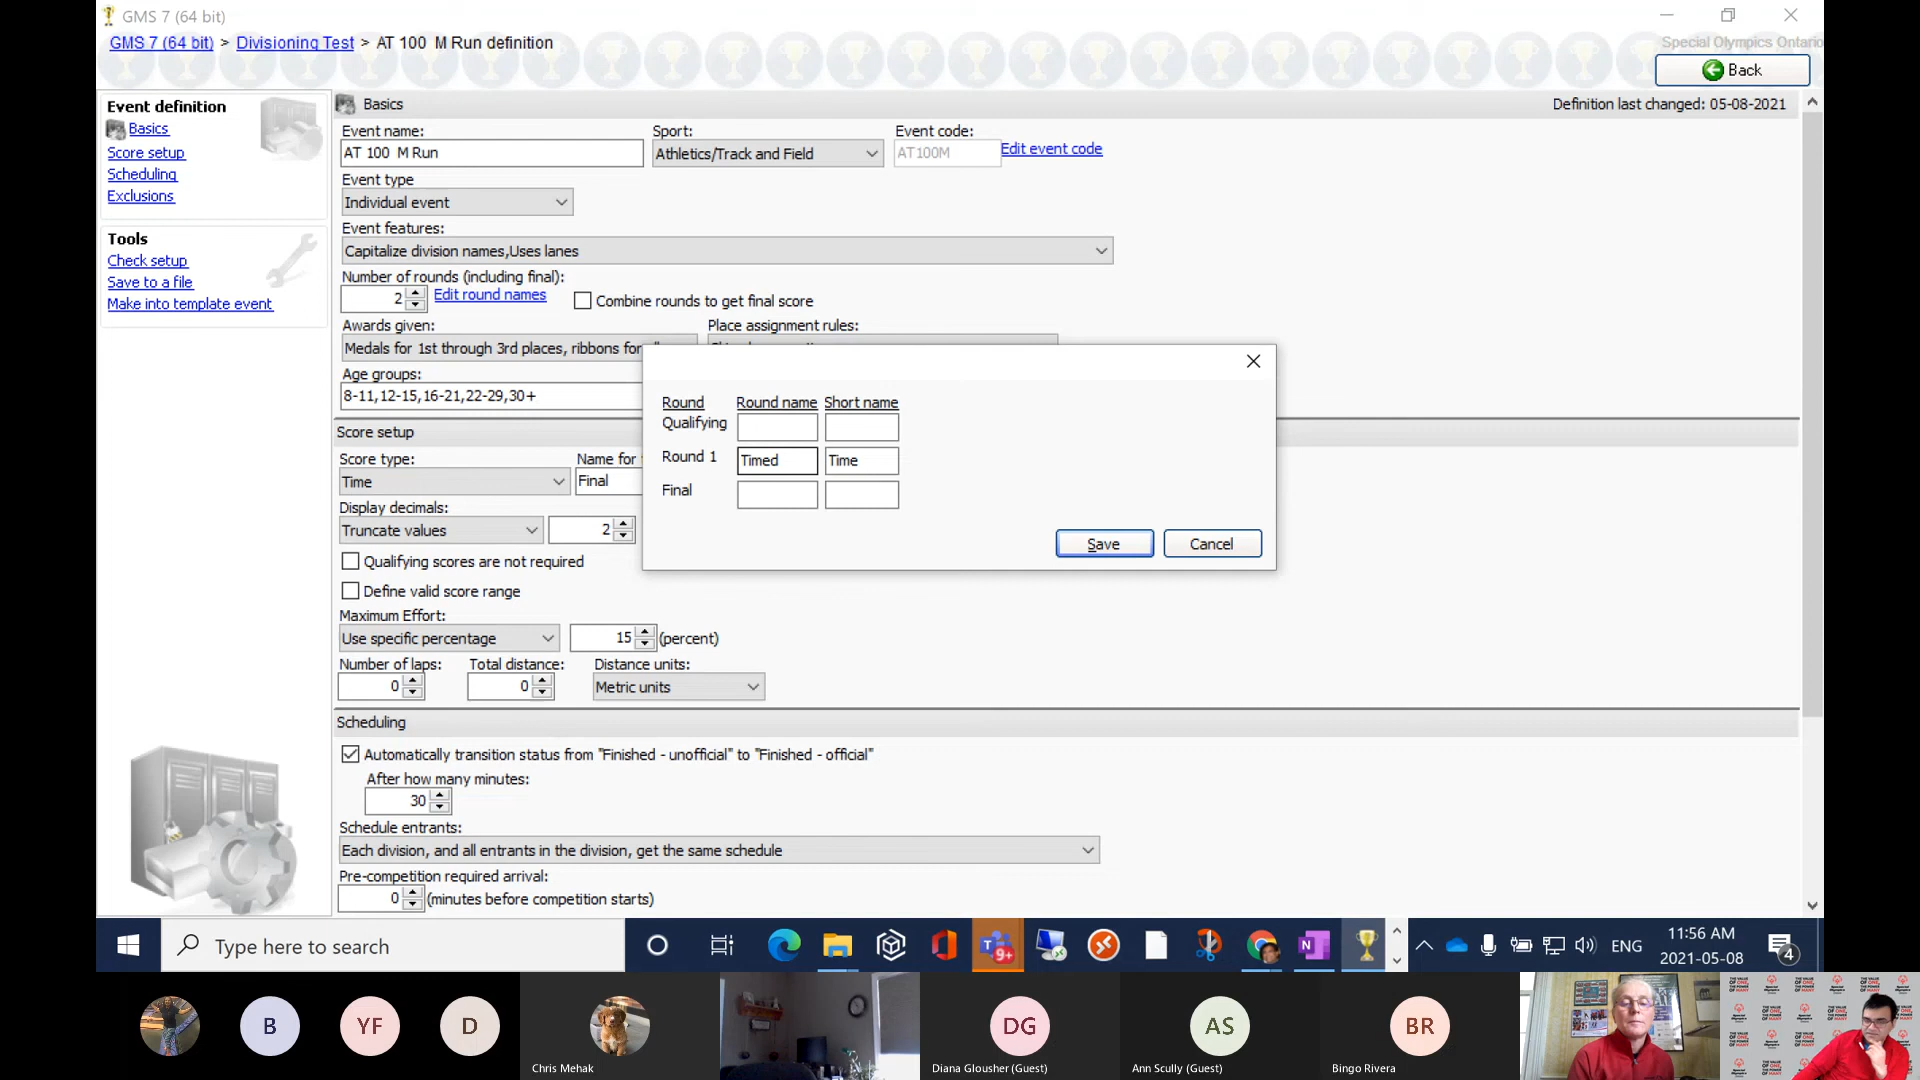 GMS 7 (64 bit)
GMS 7 (64 bit) > Divisioning Test > AT 100  M Run definition
Special Olympics Ontario
Back
Event definition
Basics
Score setup
Scheduling
Exclusions
Tools
Check setup
Save to a file
Make into template event
Basics
Definition last changed: 05-08-2021
Event name:
Sport:
Event code:
AT 100  M Run
Athletics/Track and Field
AT100M
Edit event code
Event type
Individual event
Event features:
Capitalize division names,Uses lanes
Number of rounds (including final):
2
Edit round names
Combine rounds to get final score
Awards given:
Place assignment rules:
Medals for 1st through 3rd places, ribbons for
Age groups:
8-11,12-15,16-21,22-29,30+
Round
Round name
Short name
Qualifying
Round 1
Timed
Time
Final
Save
Cancel
Score setup
Score type:
Name for
Time
Final
Display decimals:
Truncate values
2
Qualifying scores are not required
Define valid score range
Maximum Effort:
Use specific percentage
15
(percent)
Number of laps:
Total distance:
Distance units:
0
0
Metric units
Scheduling
Automatically transition status from "Finished - unofficial" to "Finished - official"
After how many minutes:
30
Schedule entrants:
Each division, and all entrants in the division, get the same schedule
Pre-competition required arrival:
0
(minutes before competition starts)
Type here to search
9+
ENG
11:56 AM
2021-05-08
4
B
YF
D
DG
AS
BR
Chris Mehak
Diana Glousher (Guest)
Ann Scully (Guest)
Bingo Rivera